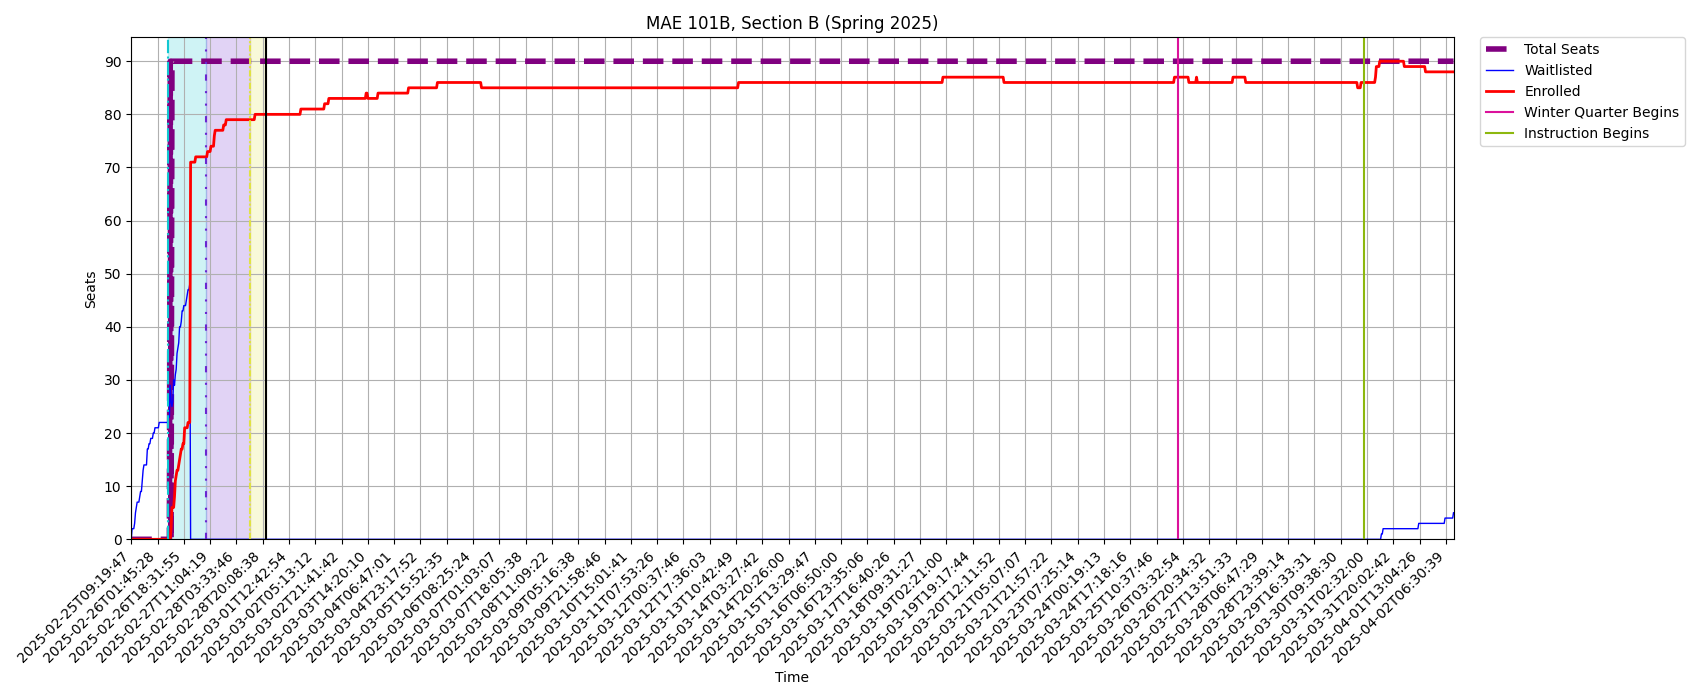 MAE 101B, Section B (Spring 2025)
Total Seats
Waitlisted
Enrolled
Winter Quarter Begins
Instruction Begins
Seats
90
80
70
60
50
40
30
20
10
0
2025-02-25T09:19:47
2025-02-26T01:45:28
2025-02-26T18:31:55
2025-02-27T11:04:19
2025-02-28T03:33:46
2025-02-28T20:08:38
2025-03-01T12:42:54
2025-03-02T05:13:12
2025-03-02T21:41:42
2025-03-03T14:20:10
2025-03-04T06:47:01
2025-03-04T23:17:52
2025-03-05T15:52:35
2025-03-06T08:25:24
2025-03-07T01:03:07
2025-03-07T18:05:38
2025-03-08T11:09:22
2025-03-09T05:16:38
2025-03-09T21:58:46
2025-03-10T15:01:41
2025-03-11T07:53:26
2025-03-12T00:37:46
2025-03-12T17:36:03
2025-03-13T10:42:49
2025-03-14T03:27:42
2025-03-14T20:26:00
2025-03-15T13:29:47
2025-03-16T06:50:00
2025-03-16T23:35:06
2025-03-17T16:40:26
2025-03-18T09:31:27
2025-03-19T02:21:00
2025-03-19T19:17:44
2025-03-20T12:11:52
2025-03-21T05:07:07
2025-03-21T21:57:22
2025-03-23T07:25:14
2025-03-24T00:19:13
2025-03-24T17:18:16
2025-03-25T10:37:46
2025-03-26T03:32:54
2025-03-26T20:34:32
2025-03-27T13:51:33
2025-03-28T06:47:29
2025-03-28T23:39:14
2025-03-29T16:33:31
2025-03-30T09:38:30
2025-03-31T02:32:00
2025-03-31T20:02:42
2025-04-01T13:04:26
2025-04-02T06:30:39
Time